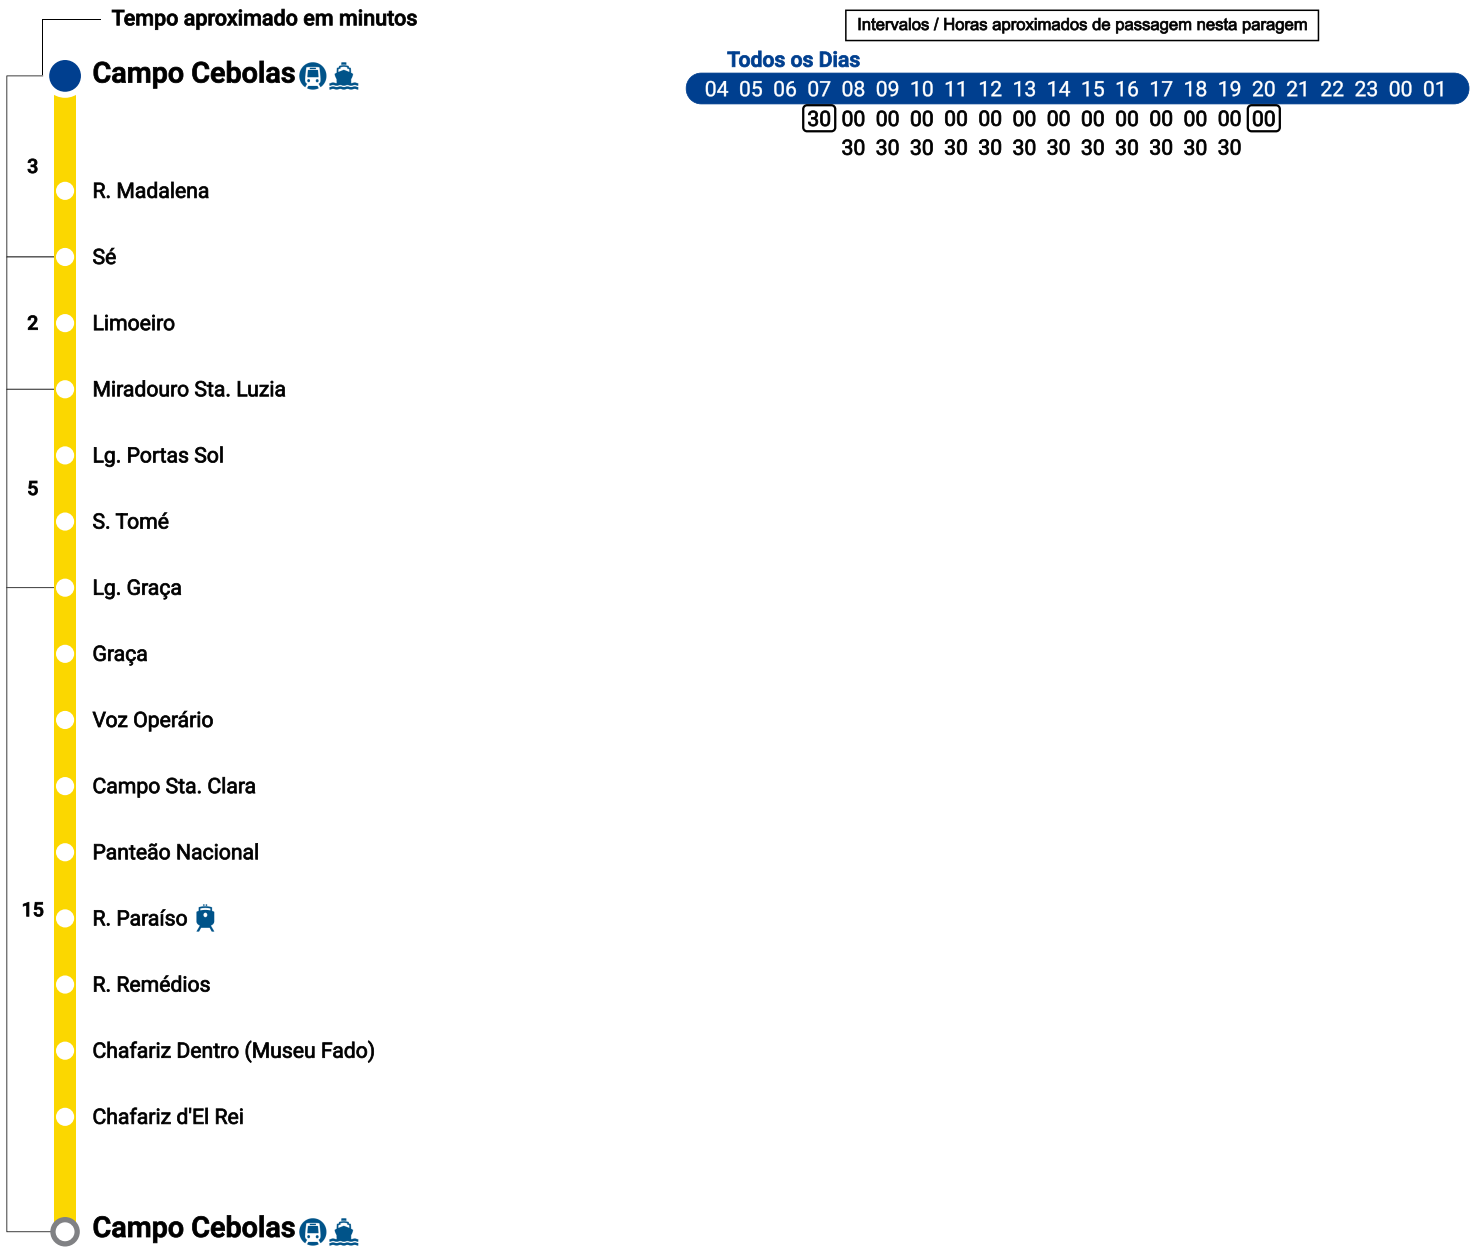 Tempo aproximado em minutos
Campo Cebolas
3
R. Madalena
Sé
2
Limoeiro
Miradouro Sta. Luzia
Lg. Portas Sol
5
S. Tomé
Lg. Graça
Graça
Voz Operário
Campo Sta. Clara
Panteão Nacional
15
R. Paraíso
R. Remédios
Chafariz Dentro (Museu Fado)
Chafariz d'El Rei
Campo Cebolas
Intervalos / Horas aproximados de passagem nesta paragem
Todos os Dias
04 05 06 07 08 09 10 11 12 13 14 15 16 17 18 19 20 21 22 23 00 01
30 00 00 00 00 00 00 00 00 00 00 00 00 00
30 30 30 30 30 30 30 30 30 30 30 30